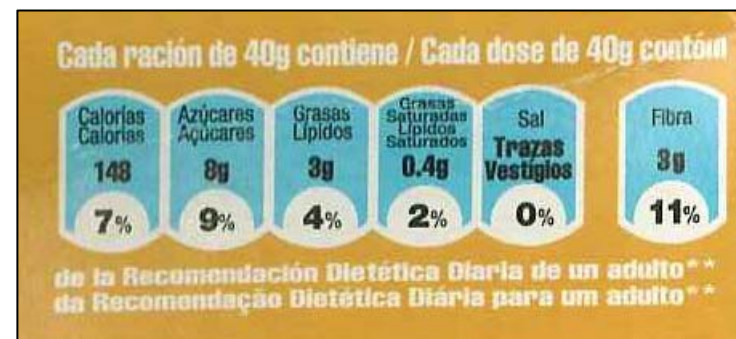 Cada ración de 40g contiene / Cada dose de 40g contém
Calorías
Calorias
148
7%
Azúcares
Açúcares
8g
9%
Grasas
Lípidos
3g
4%
Grasas
Saturadas
Lípidos
Saturados
0.4g
2%
Sal
Trazas
Vestígios
0%
Fibra
3g
11%
de la Recomendación Dietética Diaria de un adulto**
da Recomendação Dietética Diária para um adulto**